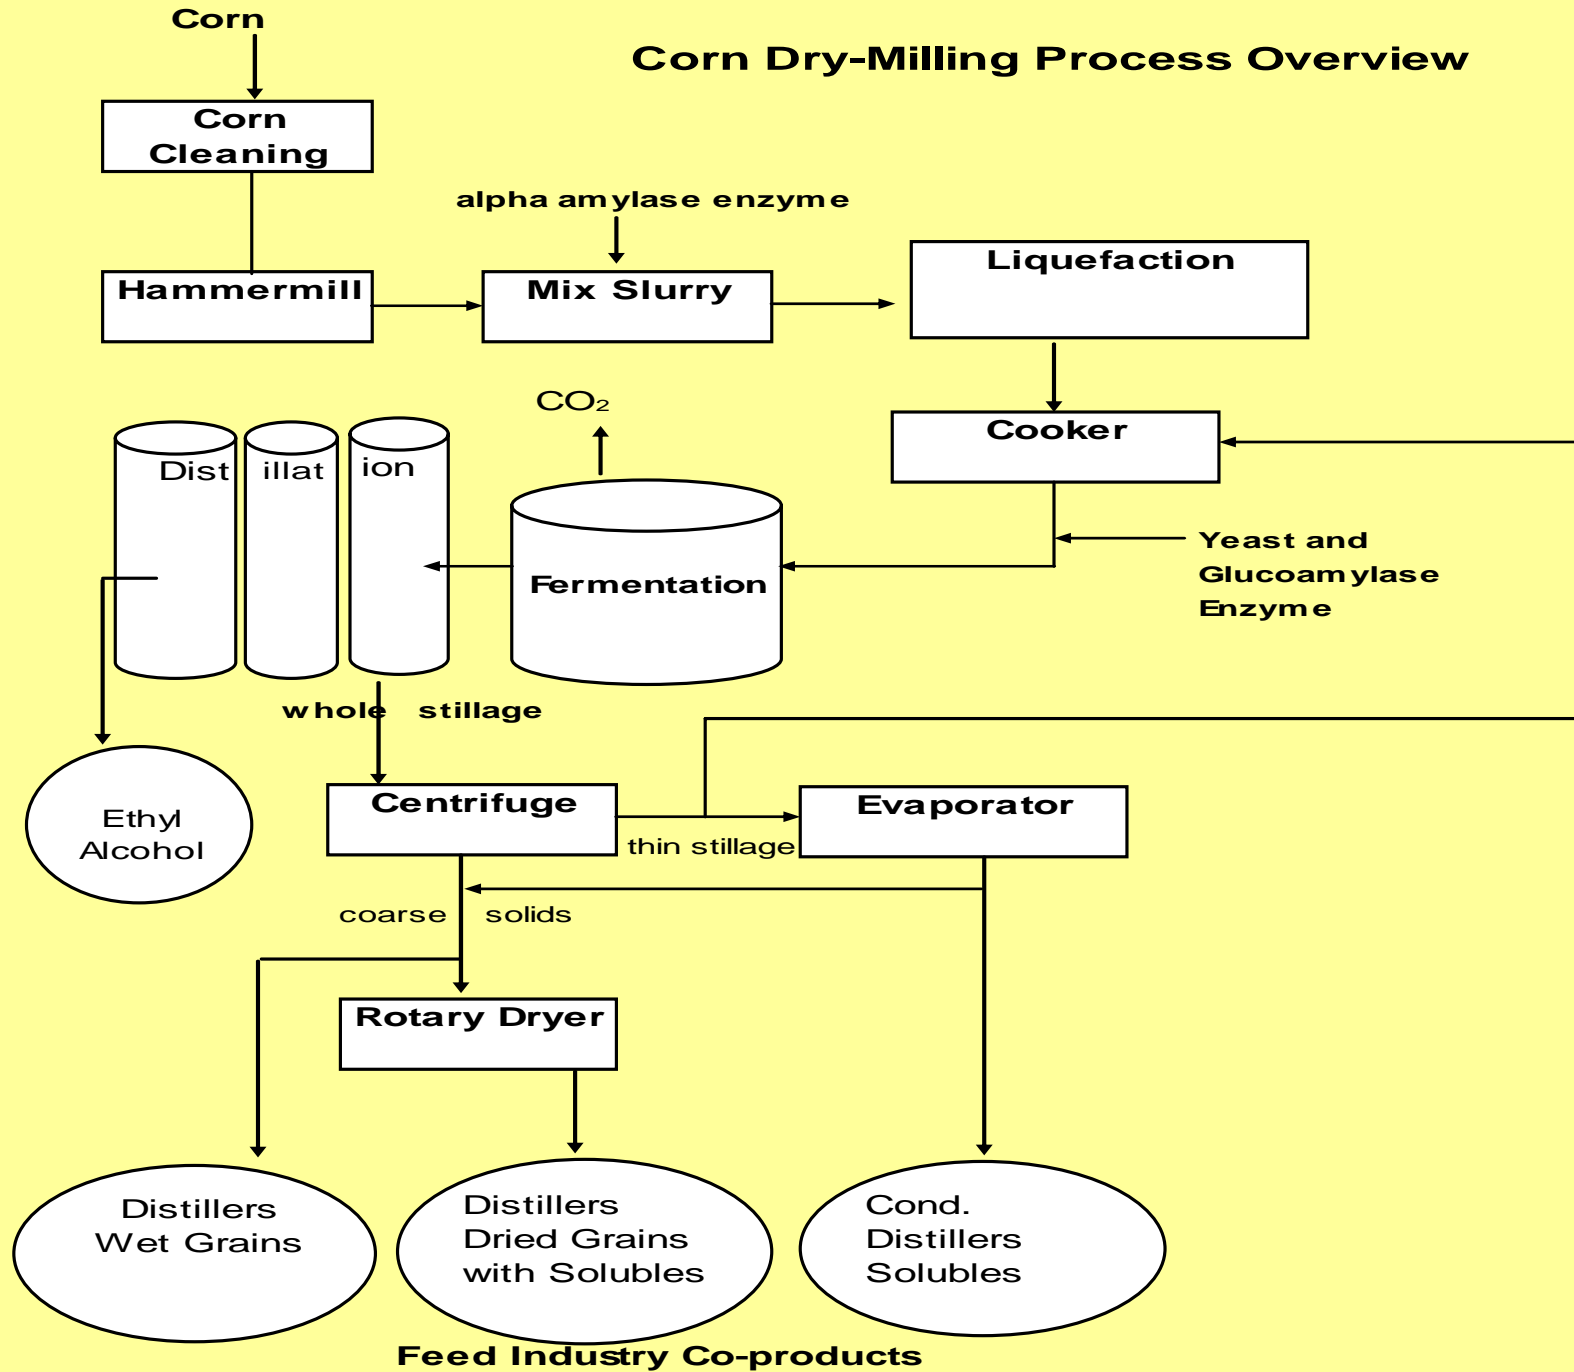 Corn
Corn Dry-Milling Process Overview
Corn
Cleaning
alpha amylase enzyme
Liquefaction
Hammermill
Mix Slurry
CO₂
Cooker
Dist illat ion
Yeast and
Glucoamylase
Enzyme
Fermentation
whole stillage
Centrifuge
Evaporator
Ethyl
Alcohol
thin stillage
coarse solids
Rotary Dryer
Distillers
Wet Grains
Distillers
Dried Grains
with Solubles
Cond.
Distillers
Solubles
Feed Industry Co-products